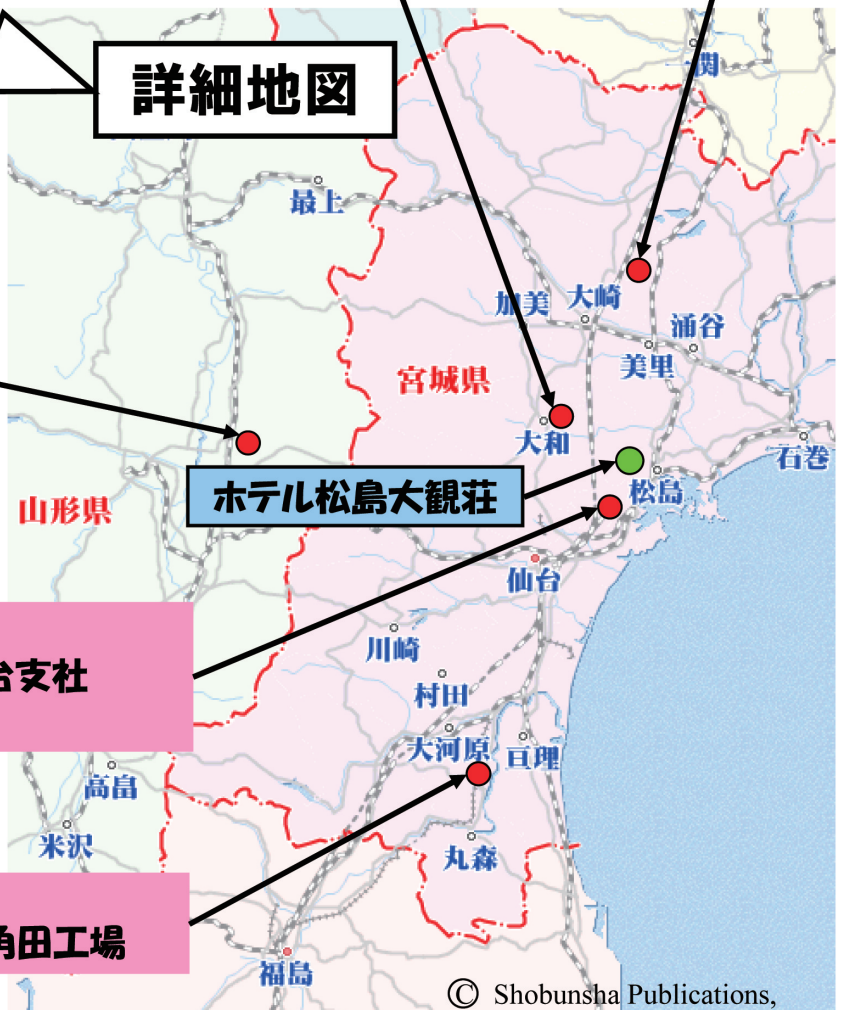 詳細地図
一関
最上
加美
大崎
涌谷
美里
宮城県
大和
石巻
ホテル松島大観荘
松島
山形県
仙台
川崎
台支社
村田
大河原
亘理
高畠
米沢
丸森
角田工場
福島
© Shobunsha Publications,